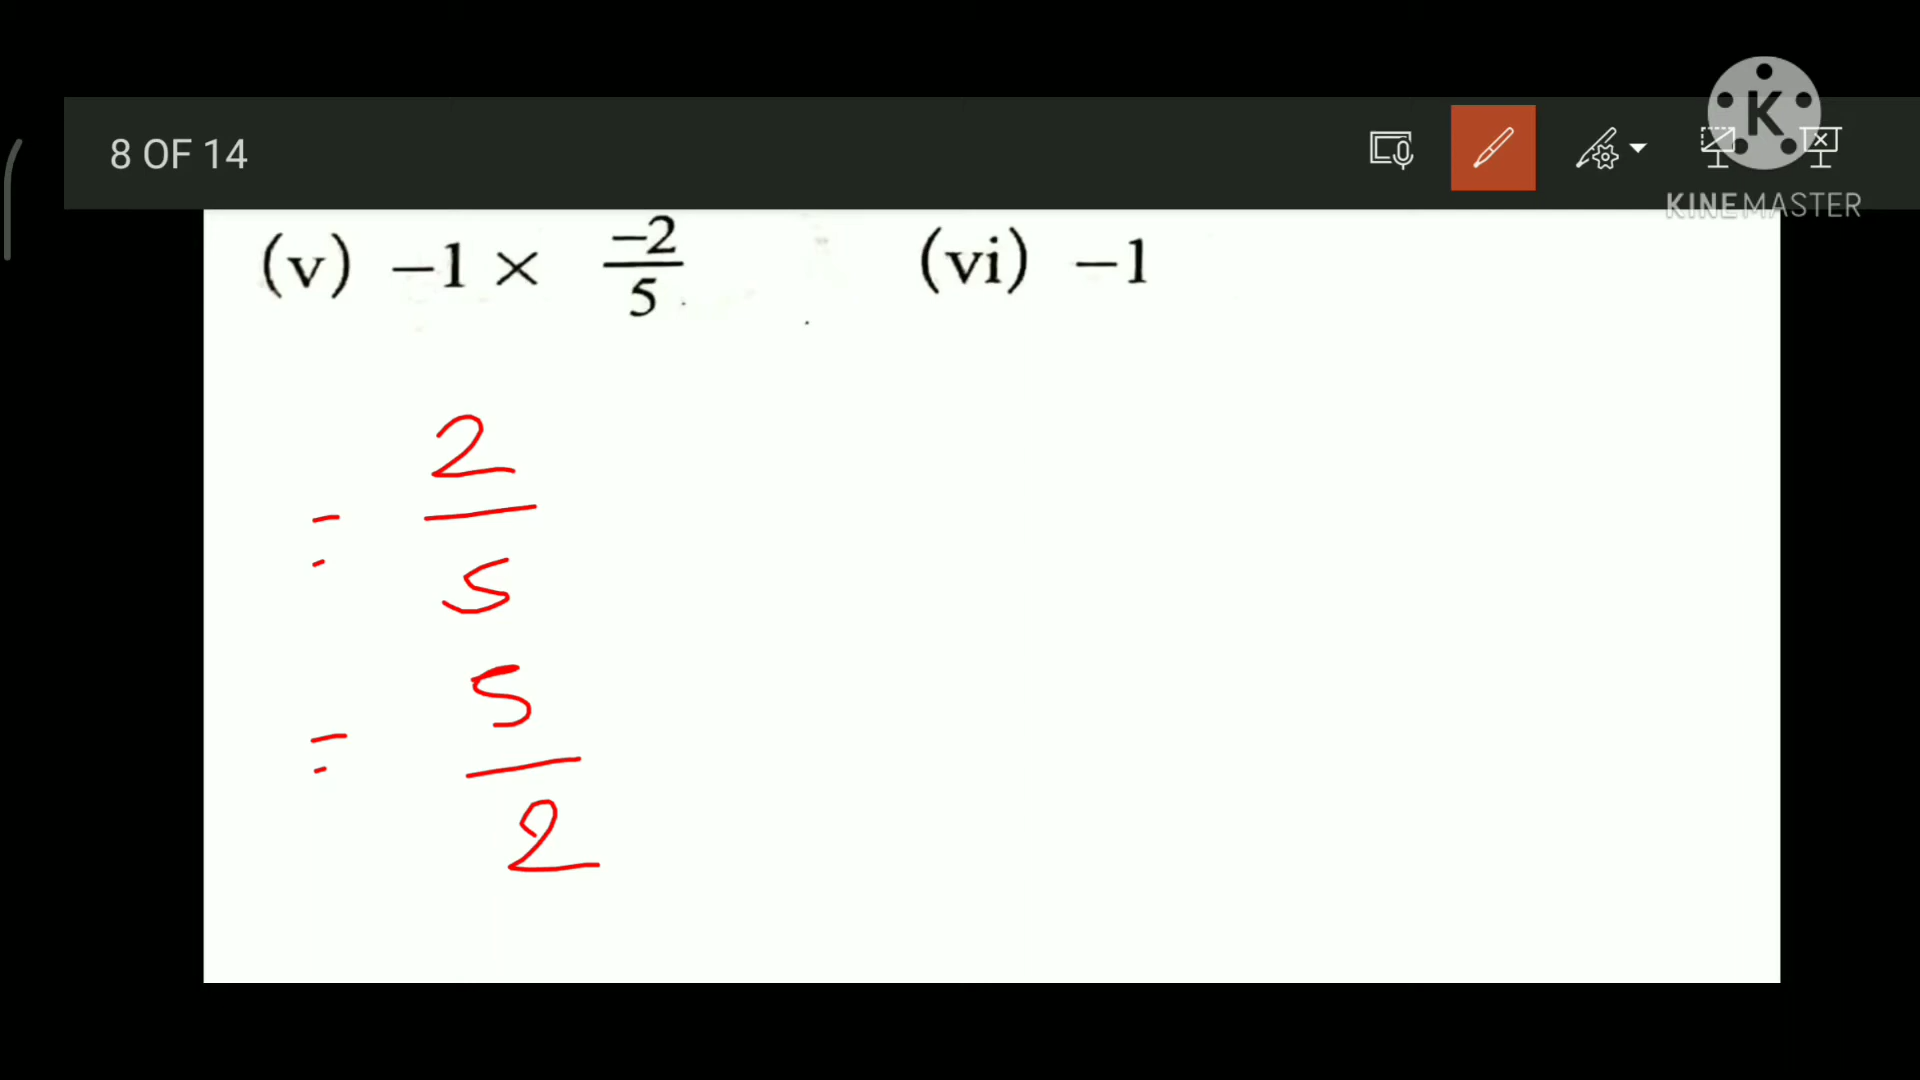 8 OF 14
K
KINEMASTER
(v) −1 × −2/5 (vi) −1
= 2/5
= 5/2